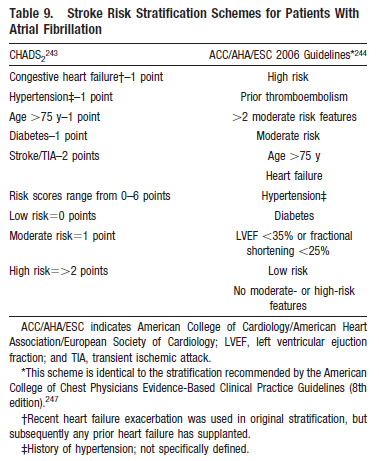 Table 9. Stroke Risk Stratification Schemes for Patients With
Atrial Fibrillation
CHADS₂²⁴³ ACC/AHA/ESC 2006 Guidelines*²⁴⁴
Congestive heart failure†–1 point High risk
Hypertension‡–1 point Prior thromboembolism
Age >75 y–1 point >2 moderate risk features
Diabetes–1 point Moderate risk
Stroke/TIA–2 points Age >75 y
Heart failure
Risk scores range from 0–6 points Hypertension‡
Low risk=0 points Diabetes
Moderate risk=1 point LVEF <35% or fractional
shortening <25%
High risk=>2 points Low risk
No moderate- or high-risk
features
ACC/AHA/ESC indicates American College of Cardiology/American Heart
Association/European Society of Cardiology; LVEF, left ventricular ejuction
fraction; and TIA, transient ischemic attack.
*This scheme is identical to the stratification recommended by the American
College of Chest Physicians Evidence-Based Clinical Practice Guidelines (8th
edition).²⁴⁷
†Recent heart failure exacerbation was used in original stratification, but
subsequently any prior heart failure has supplanted.
‡History of hypertension; not specifically defined.